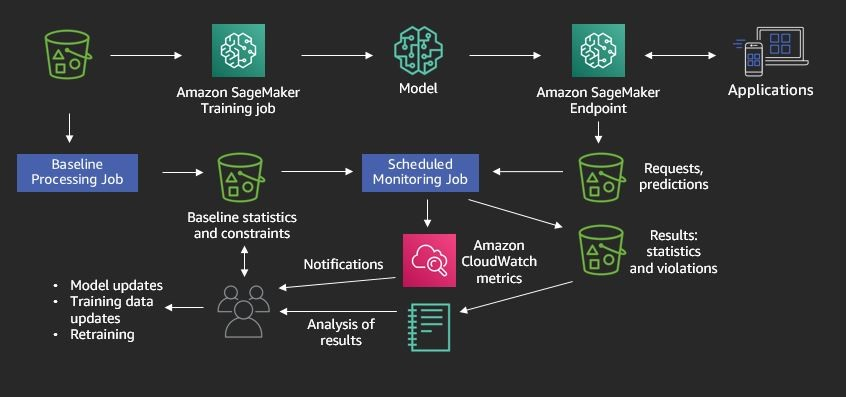 Amazon SageMaker
Training job
Model
Amazon SageMaker
Endpoint
Applications
Baseline
Processing Job
Baseline statistics
and constraints
Scheduled
Monitoring Job
Requests,
predictions
Results:
statistics
and violations
Amazon
CloudWatch
metrics
Notifications
• Model updates
• Training data
updates
• Retraining
Analysis of
results